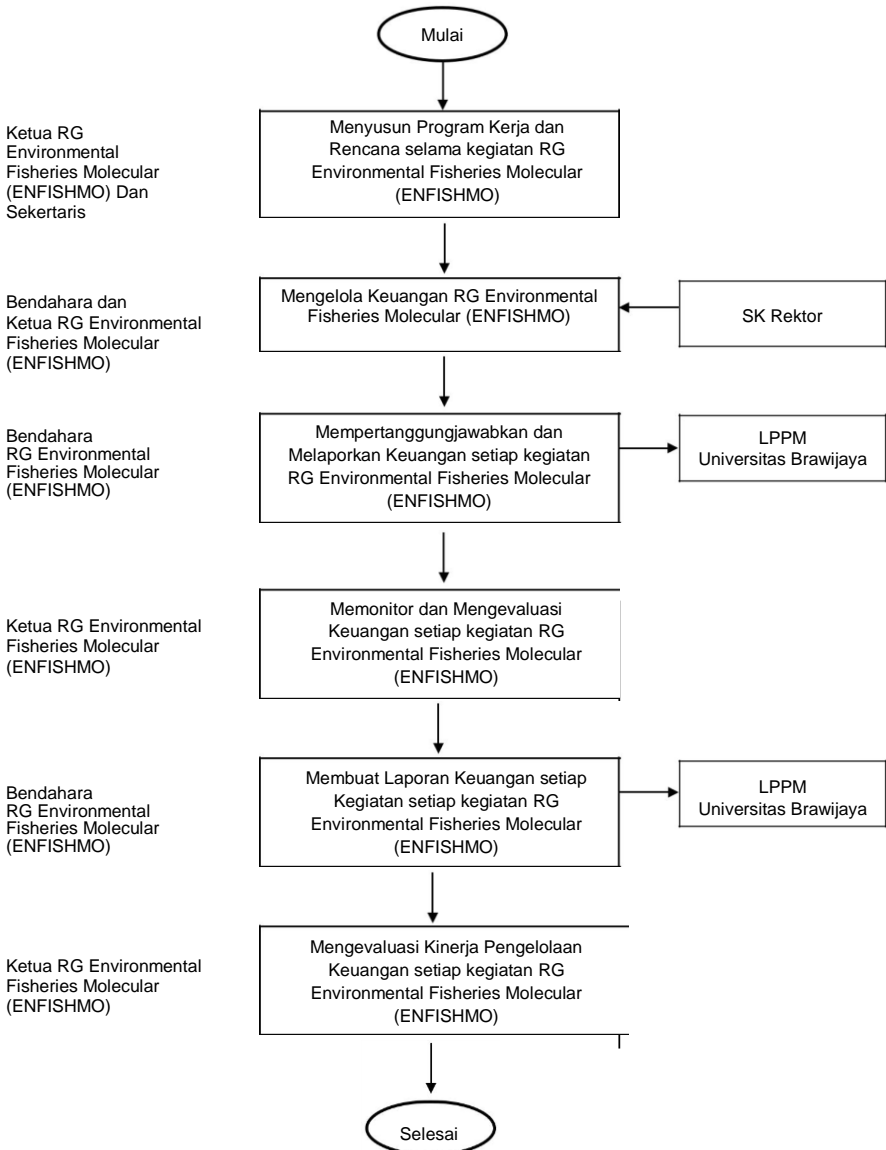 Mulai
Ketua RG
Environmental
Fisheries Molecular
(ENFISHMO) Dan
Sekertaris
Menyusun Program Kerja dan
Rencana selama kegiatan RG
Environmental Fisheries Molecular
(ENFISHMO)
Bendahara dan
Ketua RG Environmental
Fisheries Molecular
(ENFISHMO)
Mengelola Keuangan RG Environmental
Fisheries Molecular (ENFISHMO)
SK Rektor
Bendahara
RG Environmental
Fisheries Molecular
(ENFISHMO)
Mempertanggungjawabkan dan
Melaporkan Keuangan setiap kegiatan
RG Environmental Fisheries Molecular
(ENFISHMO)
LPPM
Universitas Brawijaya
Ketua RG Environmental
Fisheries Molecular
(ENFISHMO)
Memonitor dan Mengevaluasi
Keuangan setiap kegiatan RG
Environmental Fisheries Molecular
(ENFISHMO)
Bendahara
RG Environmental
Fisheries Molecular
(ENFISHMO)
Membuat Laporan Keuangan setiap
Kegiatan setiap kegiatan RG
Environmental Fisheries Molecular
(ENFISHMO)
LPPM
Universitas Brawijaya
Ketua RG Environmental
Fisheries Molecular
(ENFISHMO)
Mengevaluasi Kinerja Pengelolaan
Keuangan setiap kegiatan RG
Environmental Fisheries Molecular
(ENFISHMO)
Selesai